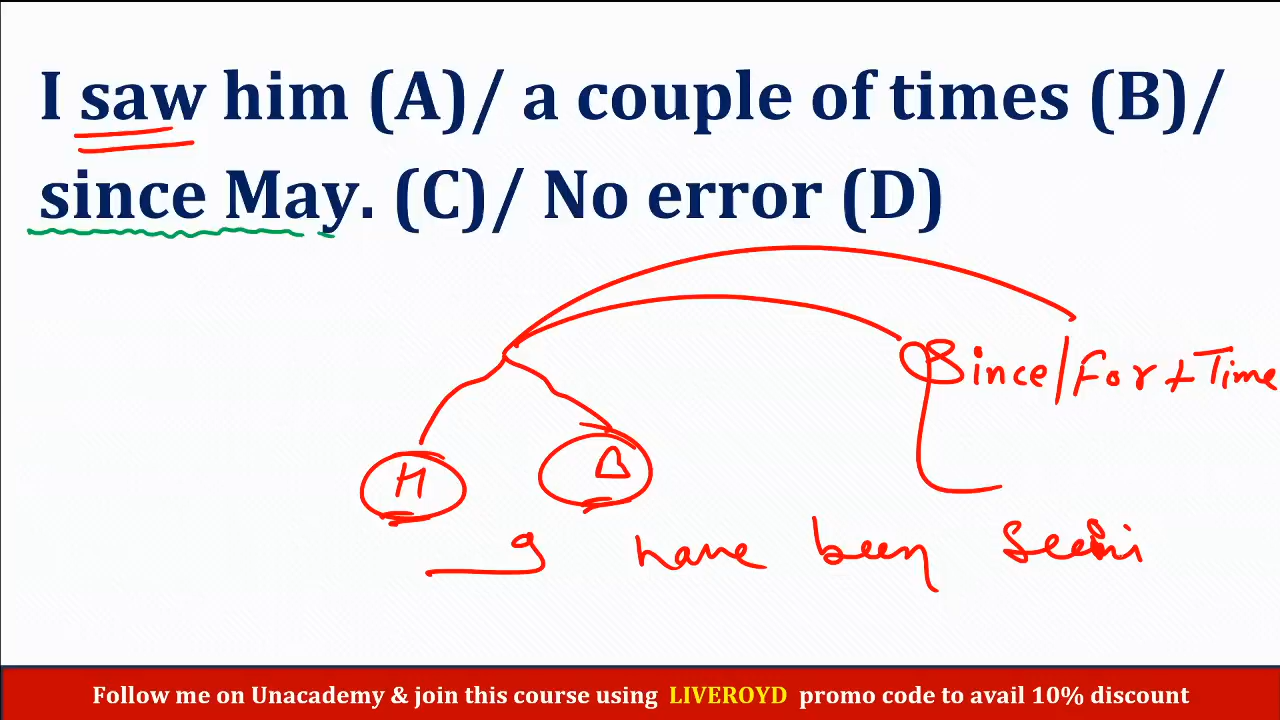 I saw him (A)/ a couple of times (B)/
since May. (C)/ No error (D)
Since/For + Time
H B
I have been Seein
Follow me on Unacademy & join this course using LIVEROYD promo code to avail 10% discount